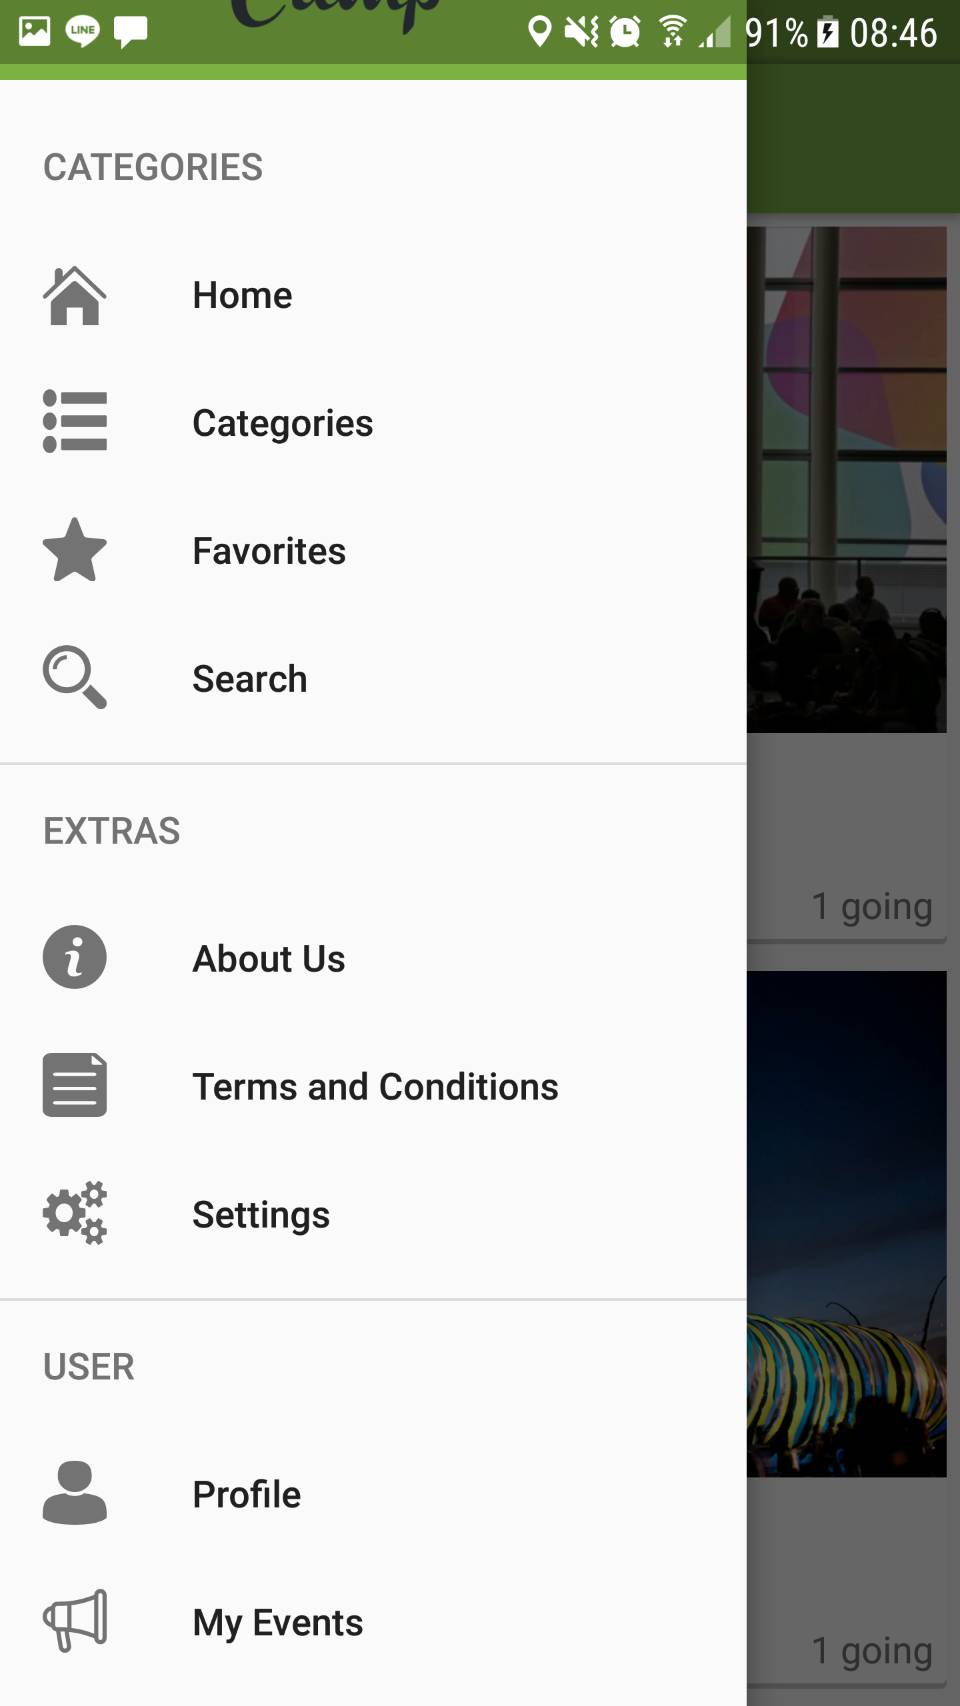 LINE 91% 08:46
CATEGORIES
Home
Categories
Favorites
Search
1 going
EXTRAS
About Us
Terms and Conditions
Settings
USER
Profile
My Events
1 going